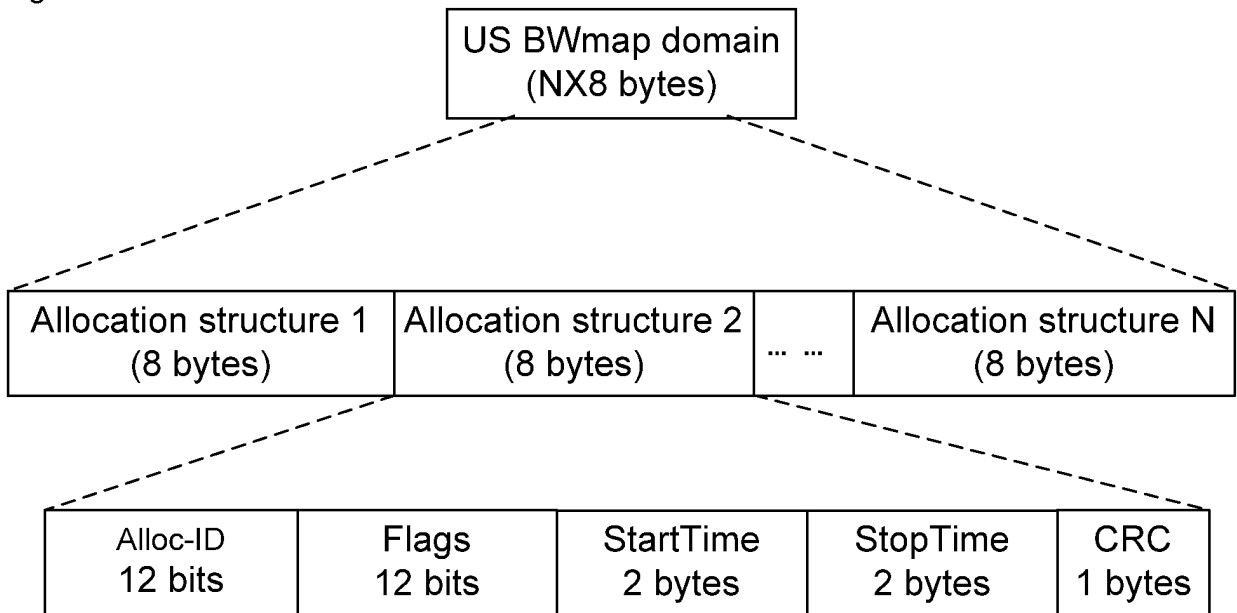 US BWmap domain
(NX8 bytes)
Allocation structure 1
(8 bytes)
Allocation structure 2
(8 bytes)
... ...
Allocation structure N
(8 bytes)
Alloc-ID
12 bits
Flags
12 bits
StartTime
2 bytes
StopTime
2 bytes
CRC
1 bytes